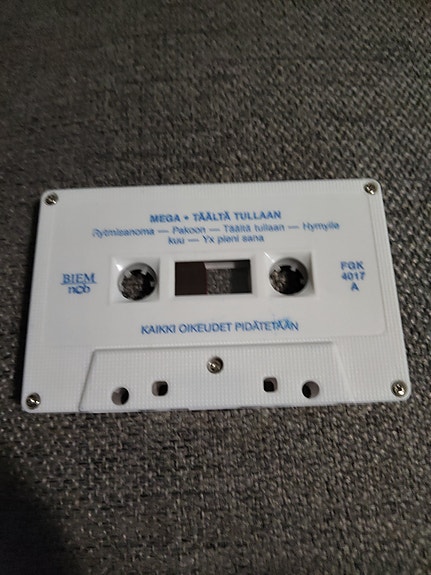 MEGA • TÄÄLTÄ TULLAAN
Rytmisanoma — Pakoon — Täältä tullaan — Hymyile
kuu — Yx pieni sana
BIEM
ncb
FGK
4017
A
KAIKKI OIKEUDET PIDÄTETÄÄN